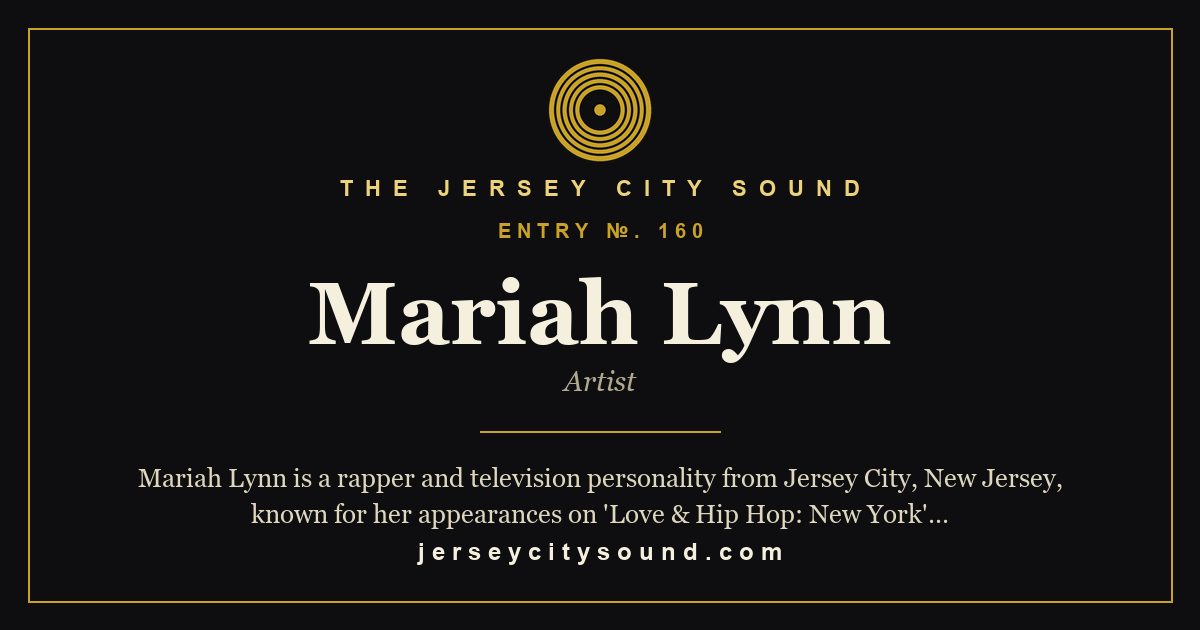 THE JERSEY CITY SOUND
ENTRY №. 160
Mariah Lynn
Artist
Mariah Lynn is a rapper and television personality from Jersey City, New Jersey,
known for her appearances on 'Love & Hip Hop: New York'...
jerseycitysound.com